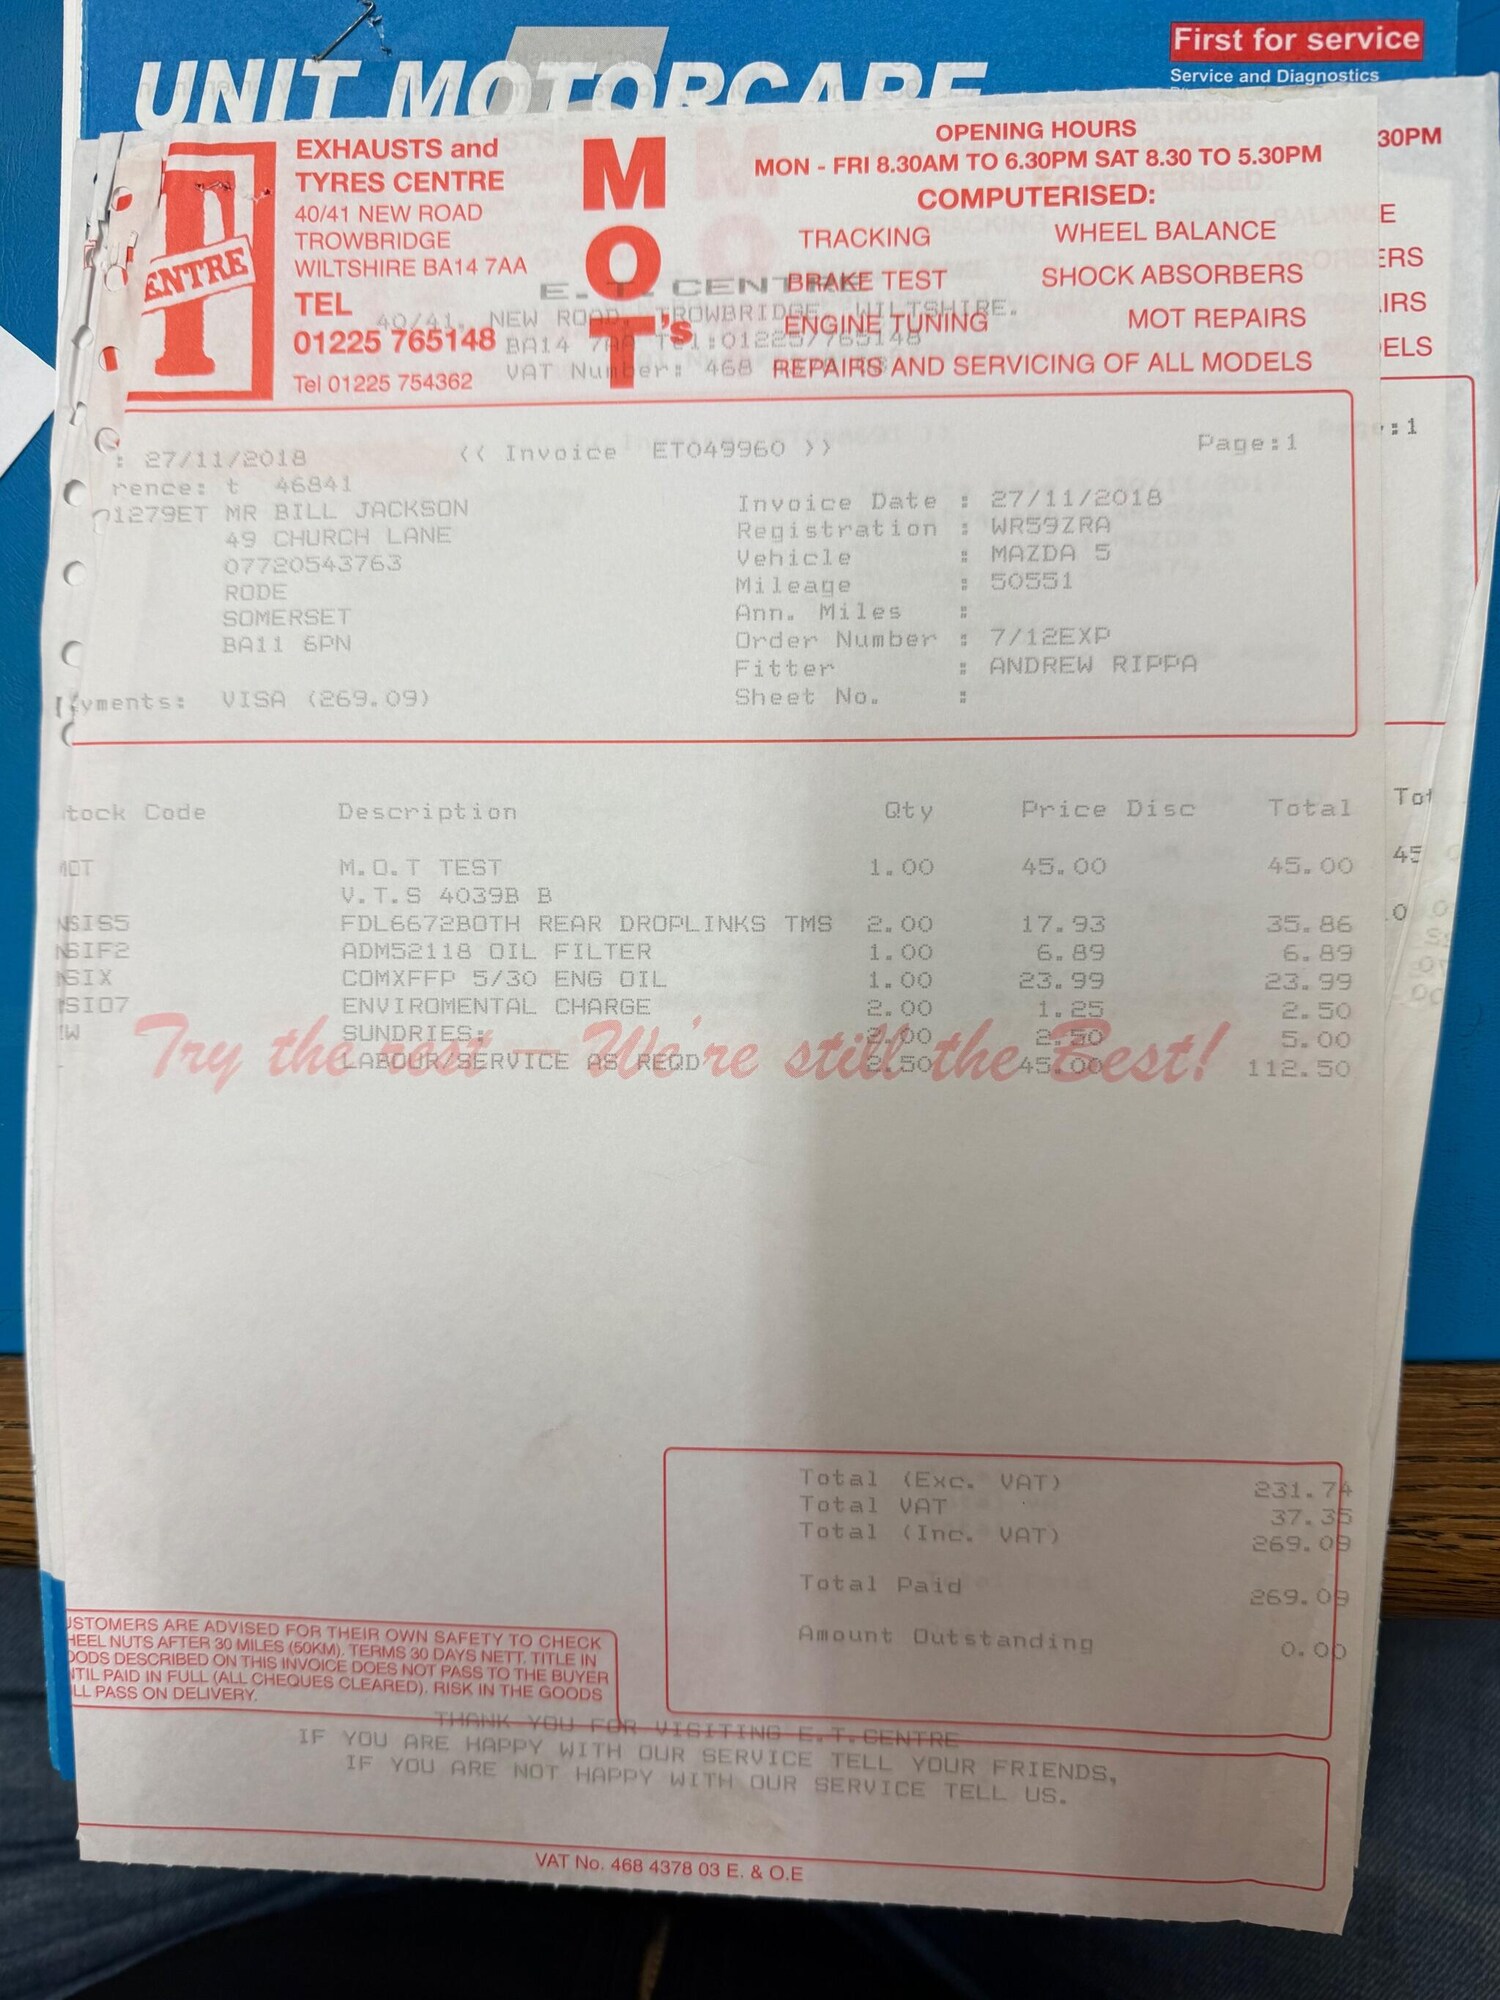 UNIT MOTORCARE
First for service
Service and Diagnostics
ENTRE
EXHAUSTS and
TYRES CENTRE
40/41 NEW ROAD
TROWBRIDGE
WILTSHIRE BA14 7AA
TEL
01225 765148
Tel 01225 754362
MOT's
OPENING HOURS
MON - FRI 8.30AM TO 6.30PM SAT 8.30 TO 5.30PM
COMPUTERISED:
TRACKING WHEEL BALANCE
BRAKE TEST SHOCK ABSORBERS
ENGINE TUNING MOT REPAIRS
REPAIRS AND SERVICING OF ALL MODELS
30PM
E
ERS
IRS
ELS
E.T. CENTRE
40/41, NEW ROAD, TROWBRIDGE, WILTSHIRE.
BA14 7AA Tel:01225/765148
VAT Number: 468
: 27/11/2018 << Invoice ET049960 >> Page:1
:1
rence: t 46841
01279ET MR BILL JACKSON
49 CHURCH LANE
07720543763
RODE
SOMERSET
BA11 6PN
yments: VISA (269.09)
Invoice Date : 27/11/2018
Registration : WR59ZRA
Vehicle : MAZDA 5
Mileage : 50551
Ann. Miles :
Order Number : 7/12EXP
Fitter : ANDREW RIPPA
Sheet No. :
tock Code Description Qty Price Disc Total
Tot
MOT M.O.T TEST 1.00 45.00 45.00
45
V.T.S 4039B B
NSIS5 FDL6672BOTH REAR DROPLINKS TMS 2.00 17.93 35.86
NSIF2 ADM52118 OIL FILTER 1.00 6.89 6.89
NSIX COMXFFP 5/30 ENG OIL 1.00 23.99 23.99
NSIO7 ENVIROMENTAL CHARGE 2.00 1.25 2.50
W SUNDRIES: 2.00 2.50 5.00
LABOUR/SERVICE AS REQD 2.50 45.00 112.50
Try the rest – We're still the Best!
Total (Exc. VAT) 231.74
Total VAT 37.35
Total (Inc. VAT) 269.09
Total Paid 269.09
Amount Outstanding 0.00
USTOMERS ARE ADVISED FOR THEIR OWN SAFETY TO CHECK
HEEL NUTS AFTER 30 MILES (50KM). TERMS 30 DAYS NETT. TITLE IN
OODS DESCRIBED ON THIS INVOICE DOES NOT PASS TO THE BUYER
NTIL PAID IN FULL (ALL CHEQUES CLEARED). RISK IN THE GOODS
LL PASS ON DELIVERY.
THANK YOU FOR VISITING E.T.CENTRE
IF YOU ARE HAPPY WITH OUR SERVICE TELL YOUR FRIENDS,
IF YOU ARE NOT HAPPY WITH OUR SERVICE TELL US.
VAT No. 468 4378 03 E. & O.E